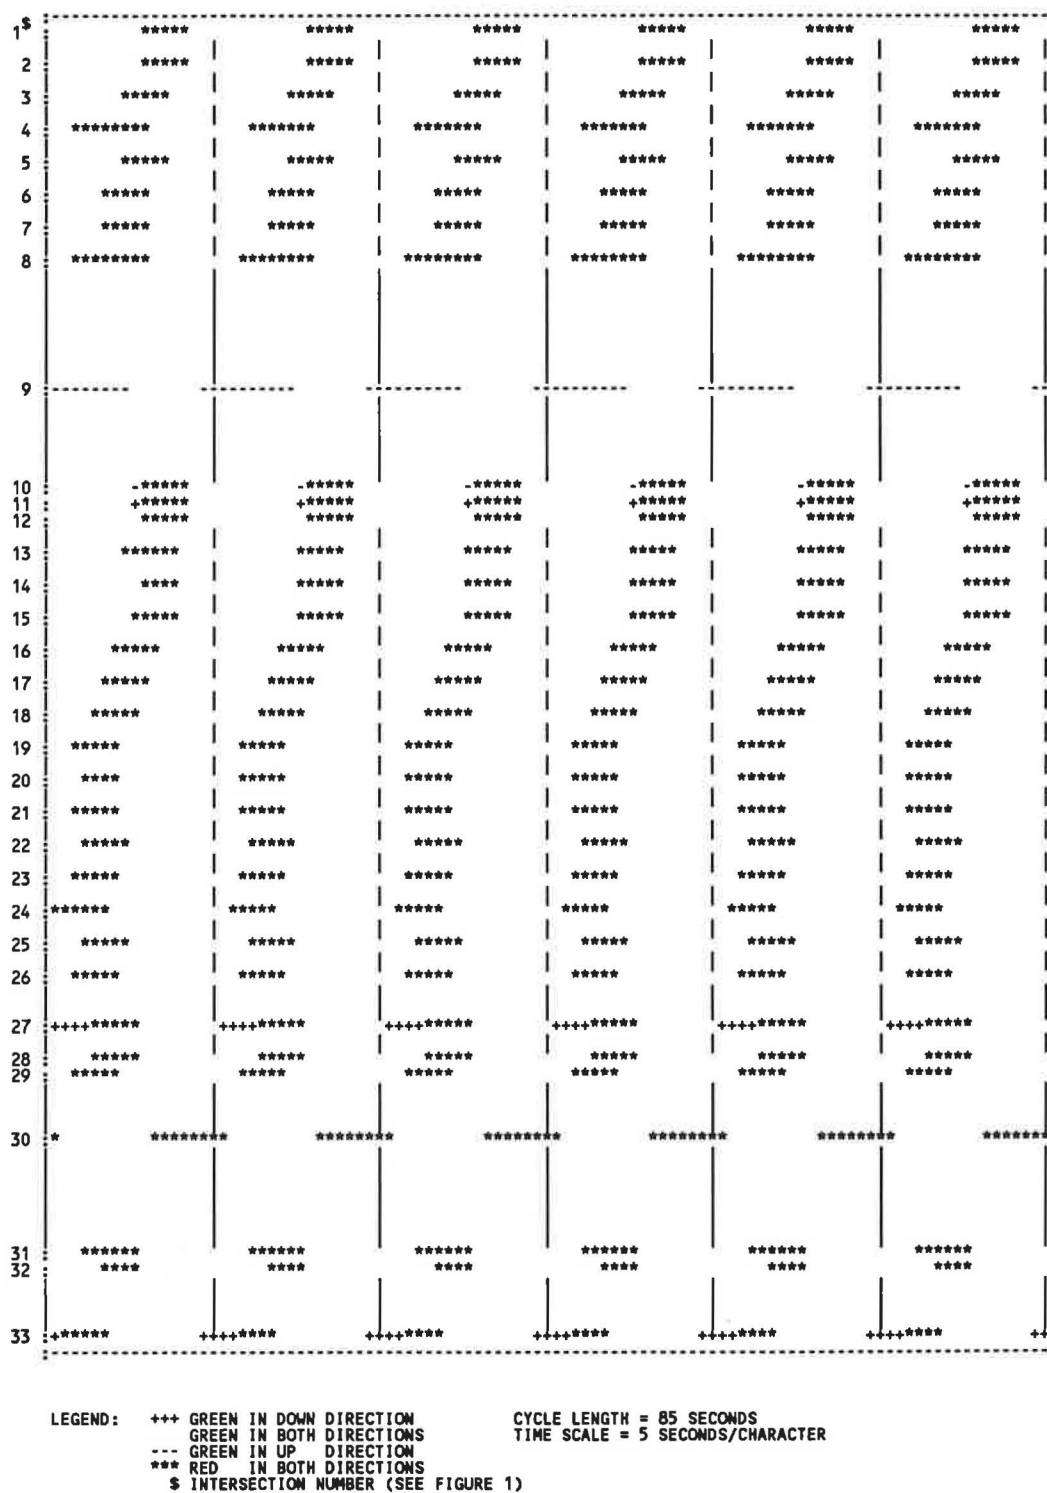 $
1 ***** ***** ***** ***** ***** *****
2 ***** ***** ***** ***** ***** *****
3 ***** ***** ***** ***** ***** *****
4 ******** ******* ******* ******* ******* *******
5 ***** ***** ***** ***** ***** *****
6 ***** ***** ***** ***** ***** *****
7 ***** ***** ***** ***** ***** *****
8 ******** ******** ******** ******** ******** ********
9 --------- ---------- ---------- ---------- ---------- ---------- --
10 -***** -***** -***** -***** -***** -*****
11 +***** +***** +***** +***** +***** +*****
12 ***** ***** ***** ***** ***** *****
13 ****** ***** ***** ***** ***** *****
14 **** ***** ***** ***** ***** *****
15 ***** ***** ***** ***** ***** *****
16 ***** ***** ***** ***** ***** *****
17 ***** ***** ***** ***** ***** *****
18 ***** ***** ***** ***** ***** *****
19 ***** ***** ***** ***** ***** *****
20 **** ***** ***** ***** ***** *****
21 ***** ***** ***** ***** ***** *****
22 ***** ***** ***** ***** ***** *****
23 ***** ***** ***** ***** ***** *****
24 ****** ***** ***** ***** ***** *****
25 ***** ***** ***** ***** ***** *****
26 ***** ***** ***** ***** ***** *****
27 ++++***** ++++***** ++++***** ++++***** ++++***** ++++*****
28 ***** ***** ***** ***** ***** *****
29 ***** ***** ***** ***** ***** *****
30 * ******** ******** ******** ******** ******** *******
31 ****** ****** ****** ****** ****** ******
32 **** **** **** **** **** ****
33 +***** ++++**** ++++**** ++++**** ++++**** ++++**** ++
LEGEND: +++ GREEN IN DOWN DIRECTION CYCLE LENGTH = 85 SECONDS
GREEN IN BOTH DIRECTIONS TIME SCALE = 5 SECONDS/CHARACTER
--- GREEN IN UP DIRECTION
*** RED IN BOTH DIRECTIONS
$ INTERSECTION NUMBER (SEE FIGURE 1)